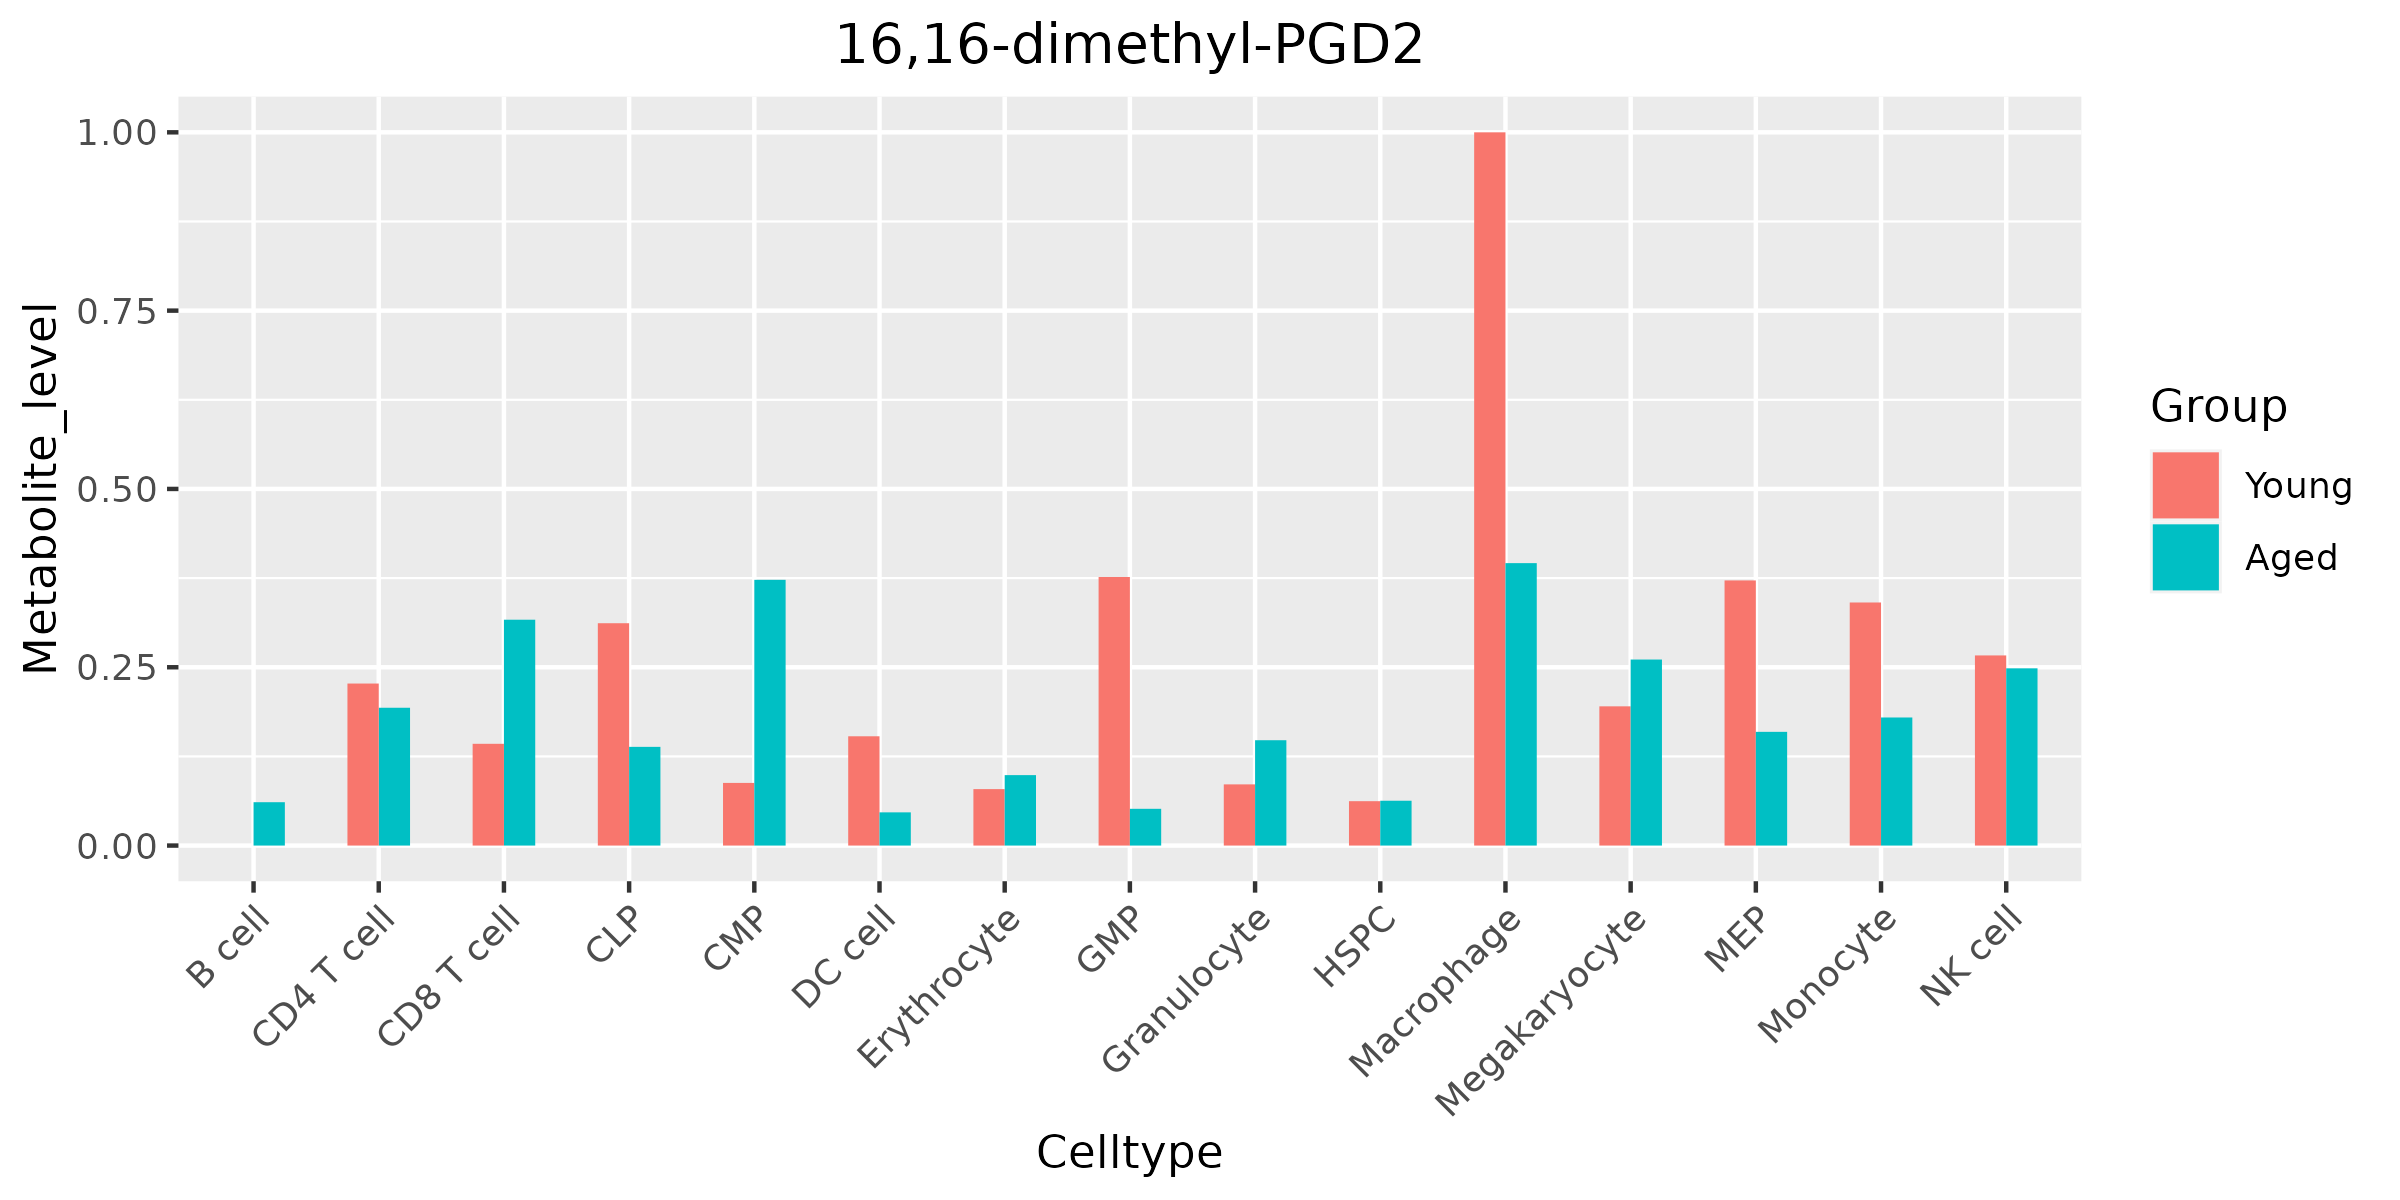 16,16-dimethyl-PGD2
Metabolite_level
1.00
0.75
0.50
0.25
0.00
B cell
CD4 T cell
CD8 T cell
CLP
CMP
DC cell
Erythrocyte
GMP
Granulocyte
HSPC
Macrophage
Megakaryocyte
MEP
Monocyte
NK cell
Celltype
Group
Young
Aged